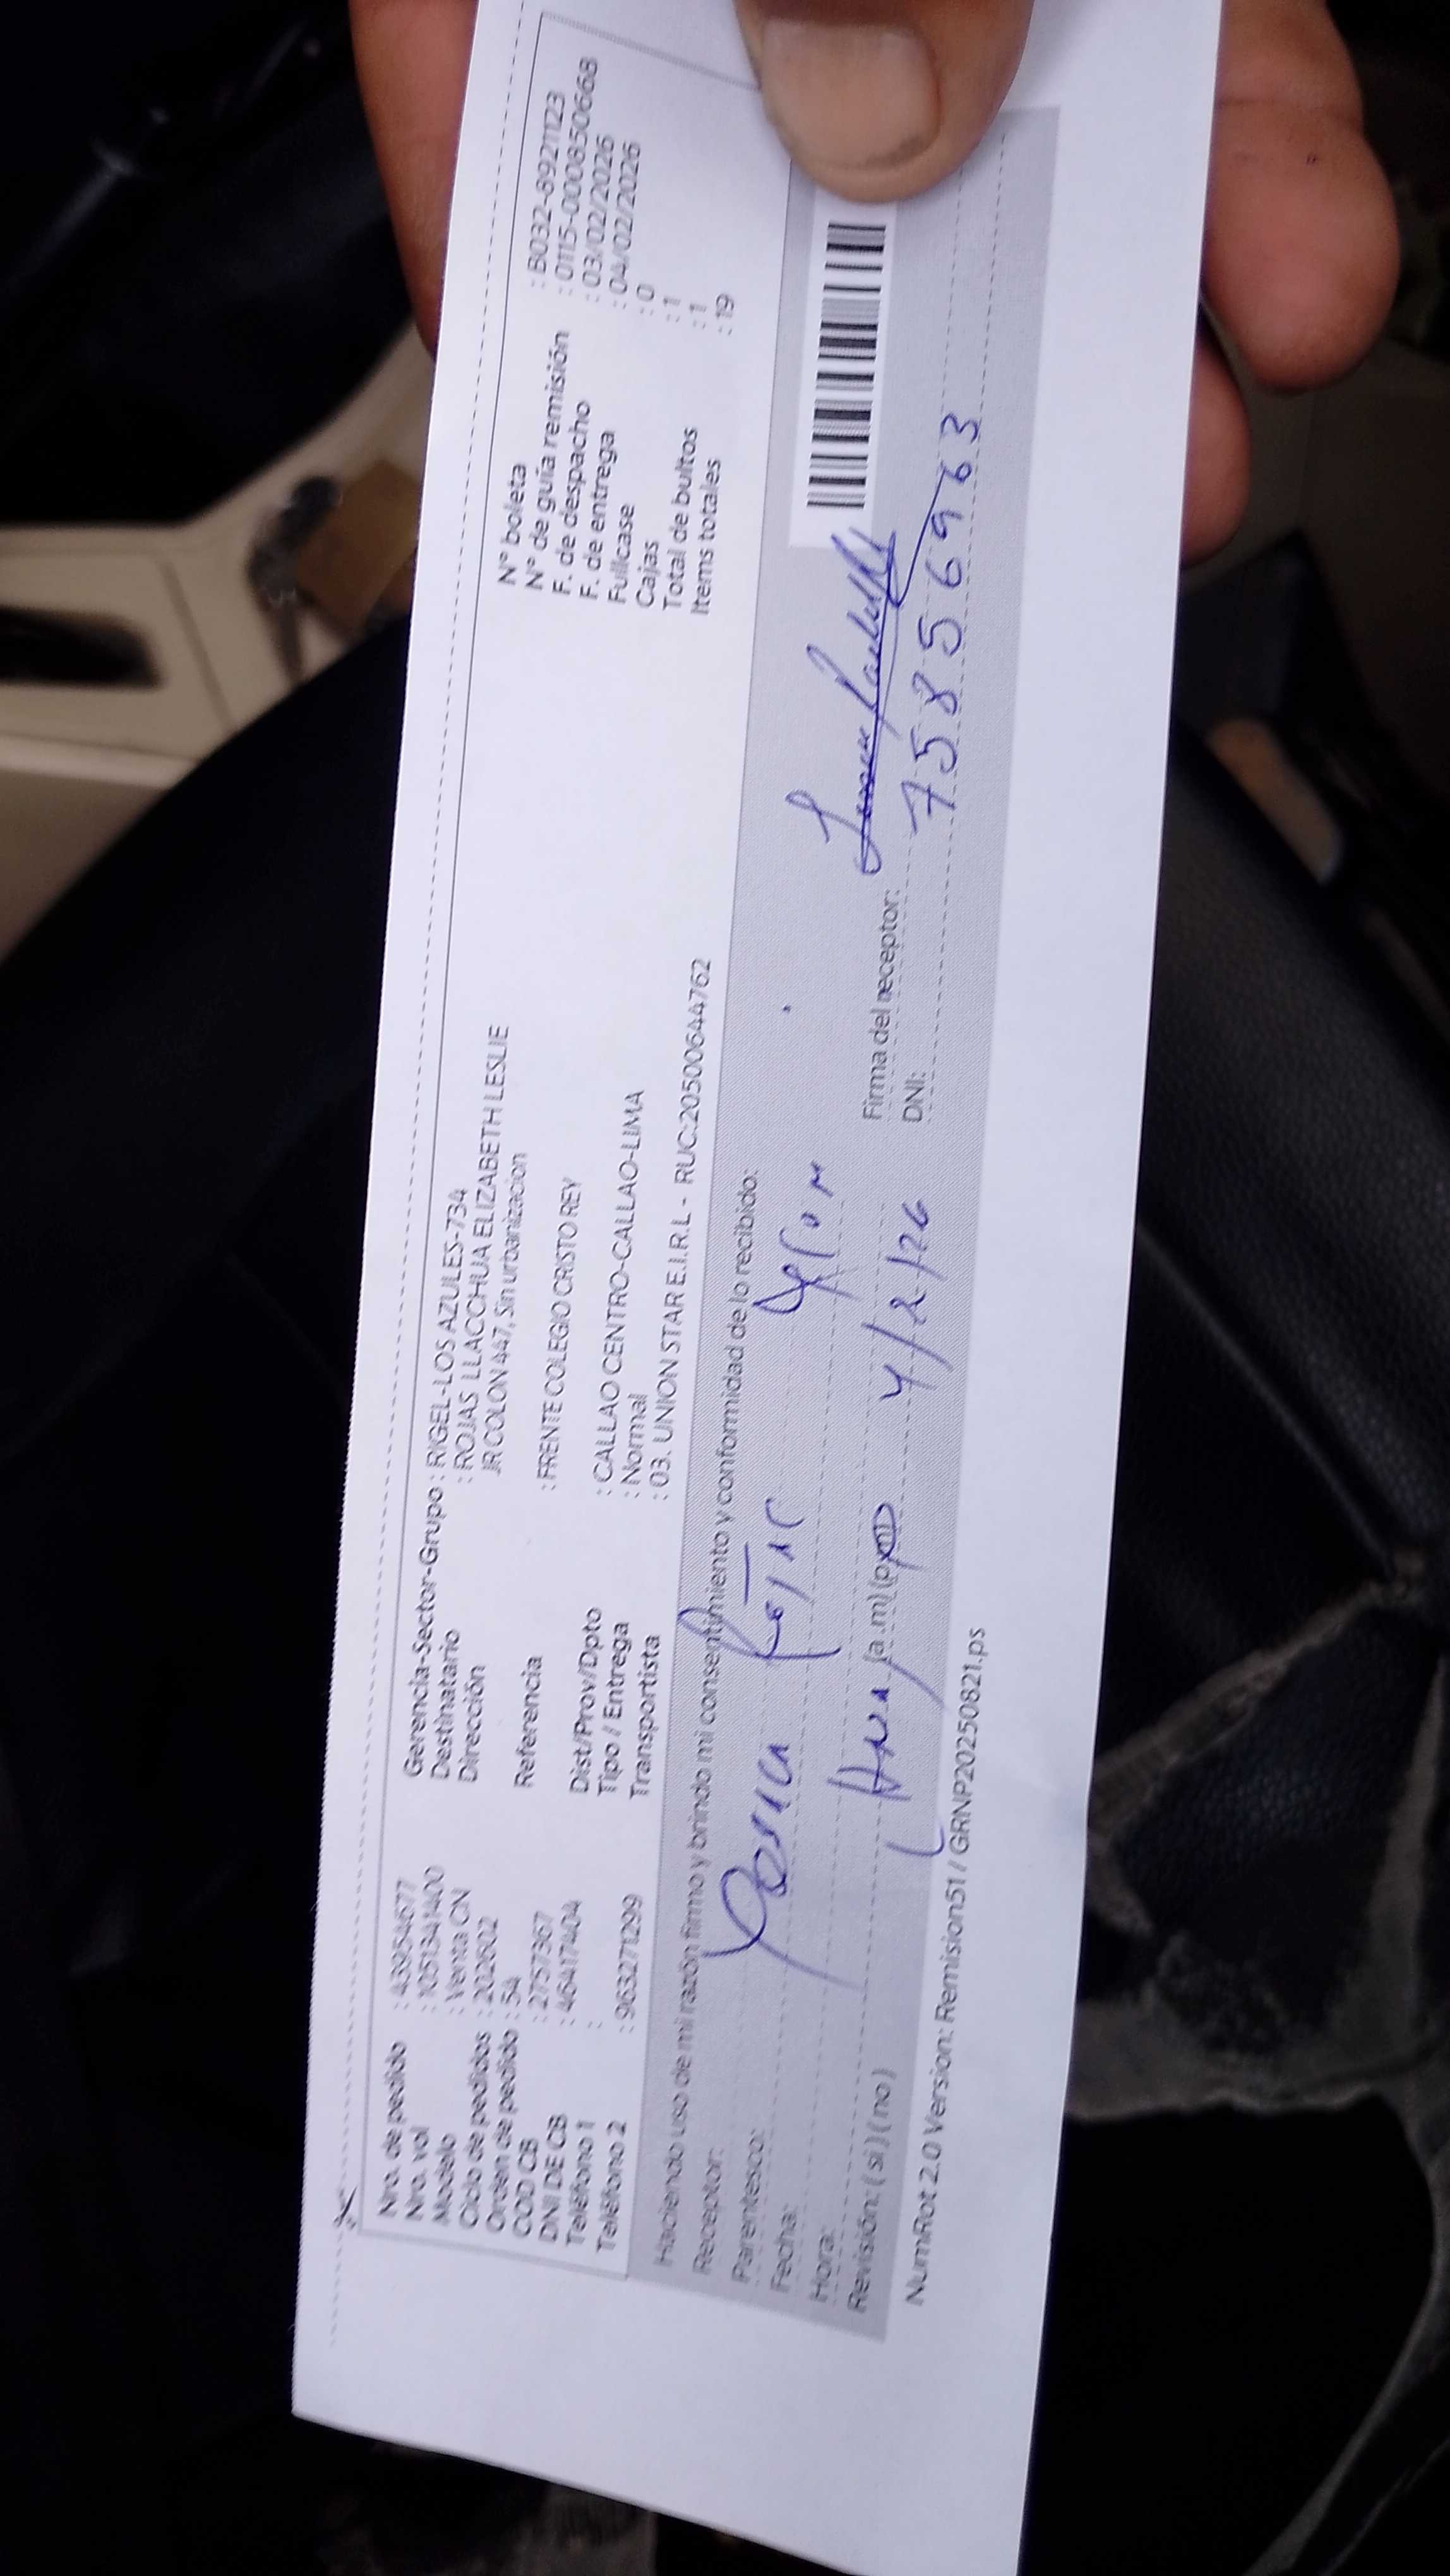 Nro. de pedido : 43954677
Nro. vol : 1051341400
Modelo : Venta CN
Ciclo de pedidos : 202602
Orden de pedido : 54
COD CB : 2757367
DNI DE CB : 46417404
Teléfono 1 :
Teléfono 2 : 963271299
Gerencia-Sector-Grupo : RIGEL-LOS AZULES-734
Destinatario : ROJAS LLACCHUA ELIZABETH LESLIE
Dirección JR COLON 447, Sin urbanizacion
Referencia : FRENTE COLEGIO CRISTO REY
Dist/Prov/Dpto : CALLAO CENTRO-CALLAO-LIMA
Tipo / Entrega : Normal
Transportista : 03. UNION STAR E.I.R.L - RUC:20500644762
N° boleta : B032-68921123
N° de guía remisión : 0115-0000850668
F. de despacho : 03/02/2026
F. de entrega : 04/02/2026
Fullcase : 0
Cajas : 1
Total de bultos : 1
Items totales : 19
Haciendo uso de mi razón firmo y brindo mi consentimiento y conformidad de lo recibido:
Receptor:
Parentesco:
Fecha: 4/2/26
Hora: (a.m) (p.m)
Revisión: ( si ) ( no )
Firma del receptor:
DNI: 75856963
NumRot 2.0 Version: Remision51 / GRNP20250821.ps